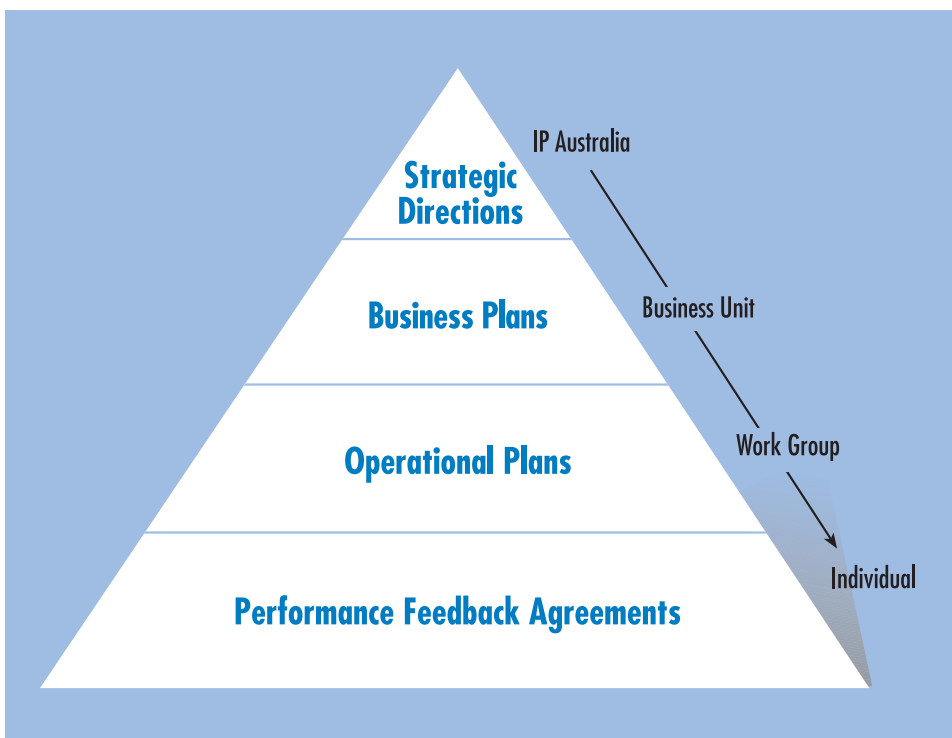 IP Australia
Strategic
Directions
Business Plans
Business Unit
Operational Plans
Work Group
Performance Feedback Agreements
Individual